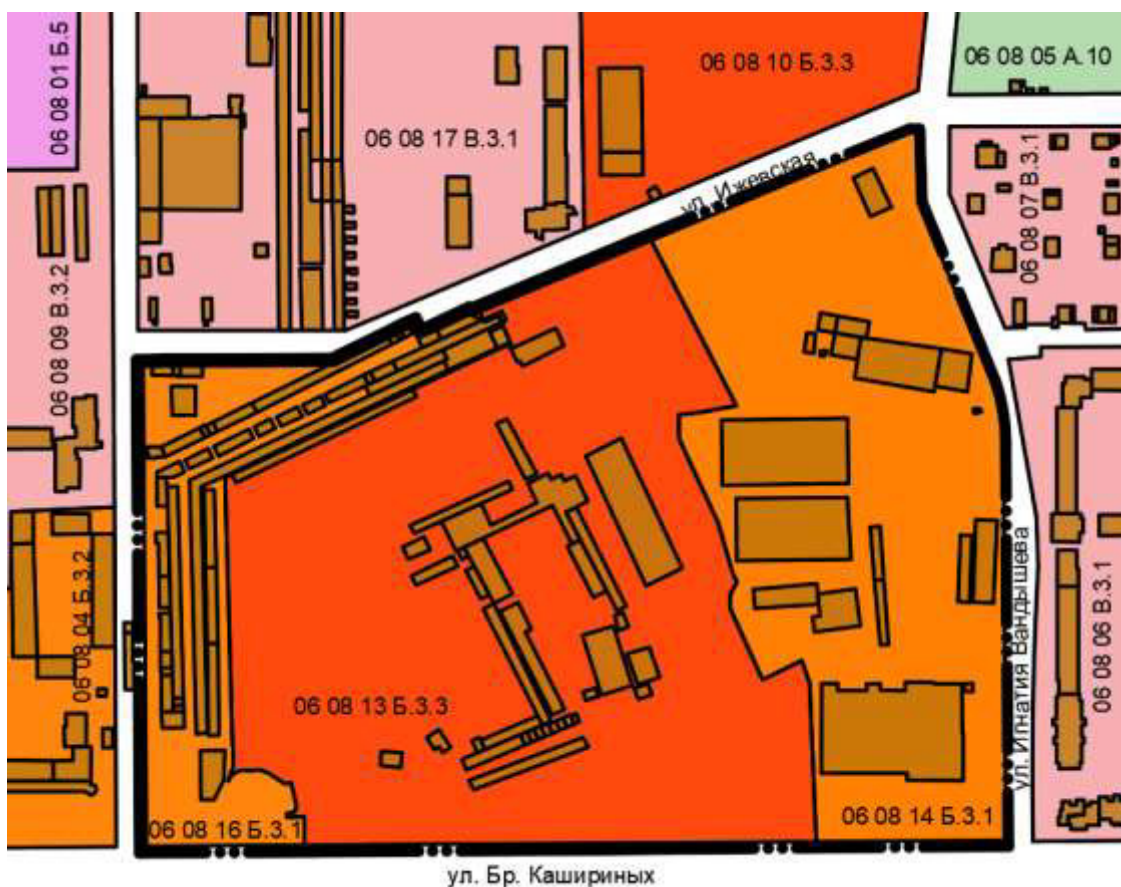 06 08 01 Б.5
06 08 10 Б.3.3
06 08 05 А.10
06 08 17 В.3.1
ул. Ижевская
06 08 07 В.3.1
06 08 09 В.3.2
06 08 04 Б.3.2
ул. Игнатия Вандышева
06 08 06 В.3.1
06 08 13 Б.3.3
06 08 16 Б.3.1
06 08 14 Б.3.1
ул. Бр. Кашириных